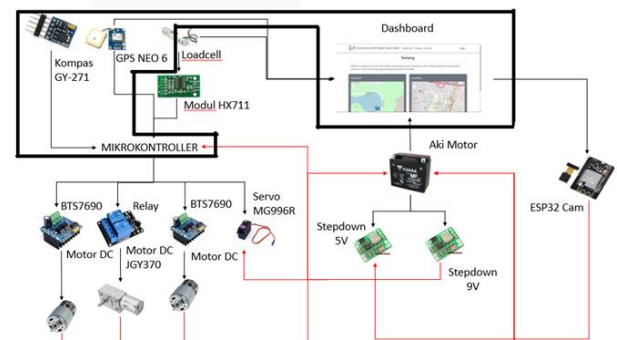 Dashboard
Kompas
GY-271
GPS NEO 6
Loadcell
Tentang
Modul HX711
MIKROKONTROLLER
Aki Motor
ESP32 Cam
BTS7690
Relay
BTS7690
Servo
MG996R
Motor DC
Motor DC
JGY370
Motor DC
Stepdown
5V
Stepdown
9V